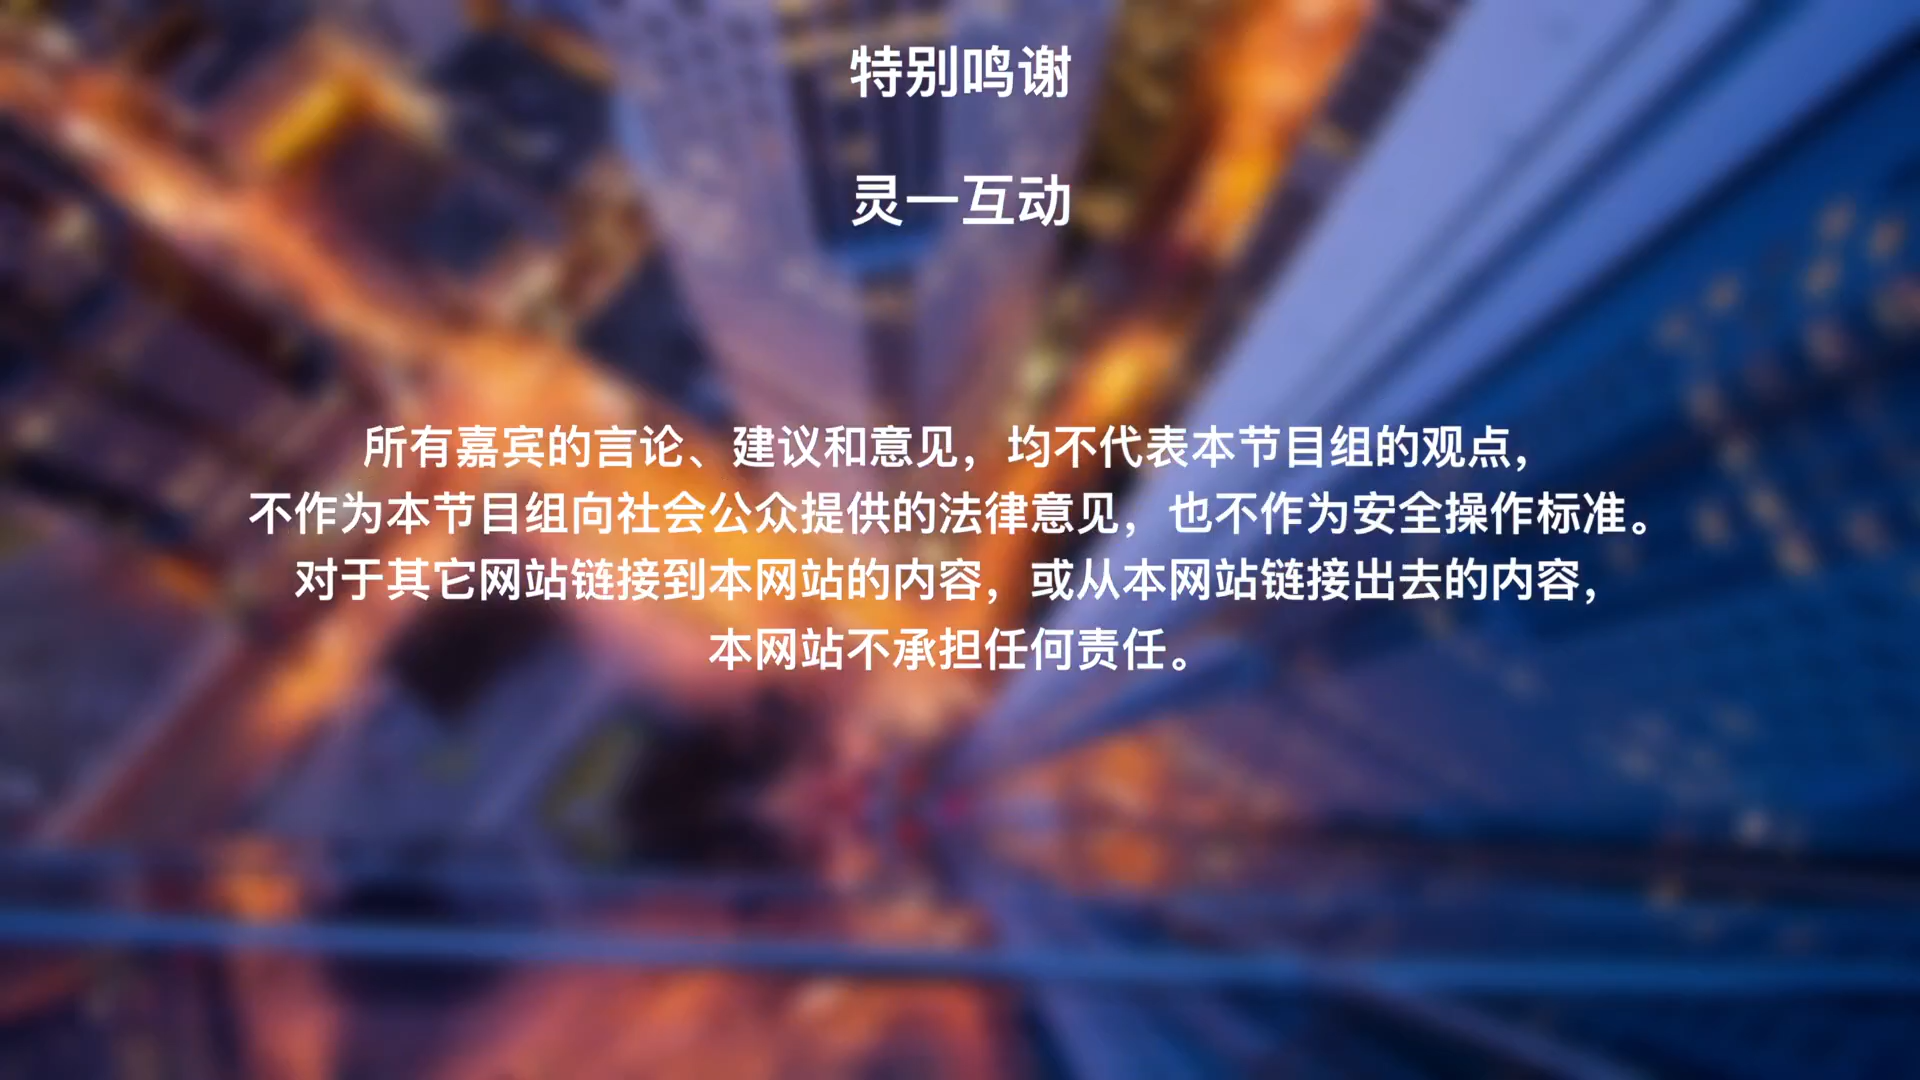 特别鸣谢
灵一互动
所有嘉宾的言论、建议和意见，均不代表本节目组的观点，
不作为本节目组向社会公众提供的法律意见，也不作为安全操作标准。
对于其它网站链接到本网站的内容，或从本网站链接出去的内容，
本网站不承担任何责任。